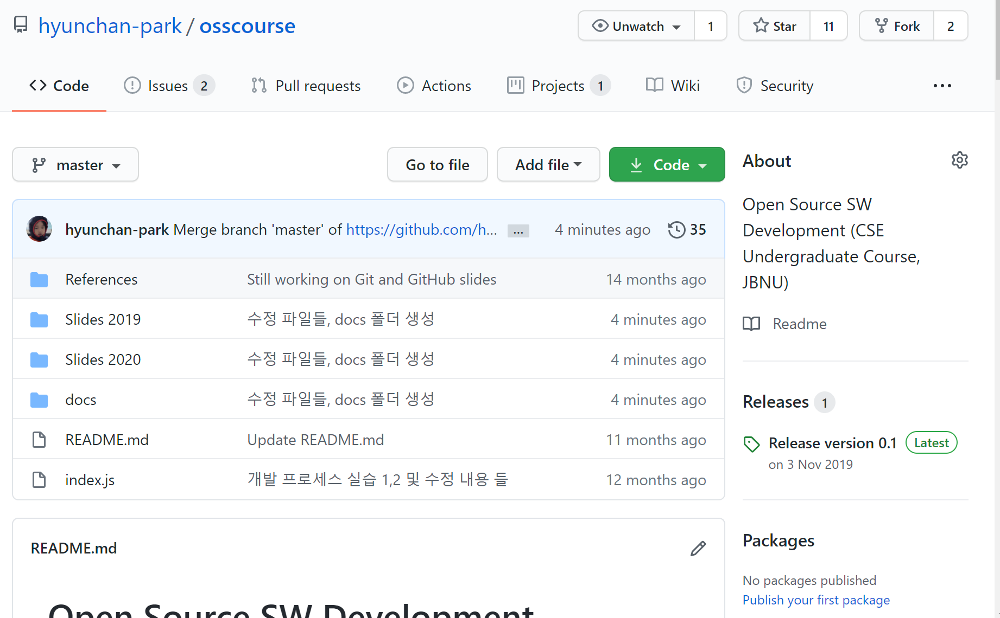 hyunchan-park / osscourse
Unwatch 1
Star 11
Fork 2
Code
Issues 2
Pull requests
Actions
Projects 1
Wiki
Security
master
Go to file
Add file
Code
hyunchan-park Merge branch 'master' of https://github.com/h... ... 4 minutes ago 35
References Still working on Git and GitHub slides 14 months ago
Slides 2019 수정 파일들, docs 폴더 생성 4 minutes ago
Slides 2020 수정 파일들, docs 폴더 생성 4 minutes ago
docs 수정 파일들, docs 폴더 생성 4 minutes ago
README.md Update README.md 11 months ago
index.js 개발 프로세스 실습 1,2 및 수정 내용 들 12 months ago
README.md
Open Source SW Development
About
Open Source SW
Development (CSE
Undergraduate Course,
JBNU)
Readme
Releases 1
Release version 0.1 Latest
on 3 Nov 2019
Packages
No packages published
Publish your first package